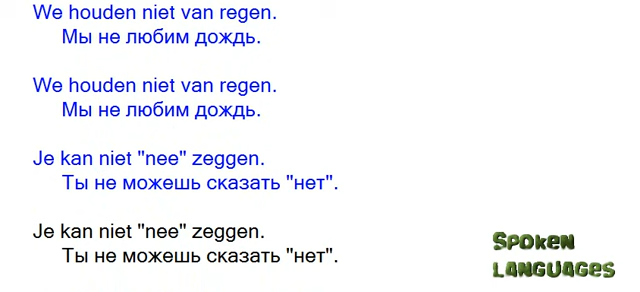 We houden niet van regen.
Мы не любим дождь.
We houden niet van regen.
Мы не любим дождь.
Je kan niet "nee" zeggen.
Ты не можешь сказать "нет".
Je kan niet "nee" zeggen.
Ты не можешь сказать "нет".
Spoken
Languages